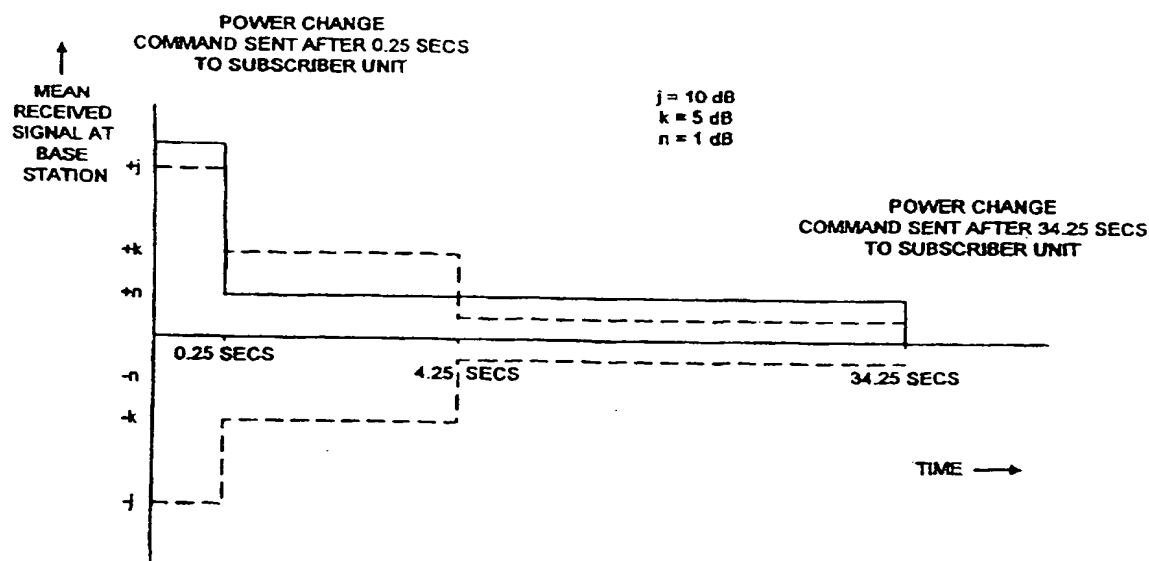 POWER CHANGE
COMMAND SENT AFTER 0.25 SECS
TO SUBSCRIBER UNIT
MEAN
RECEIVED
SIGNAL AT
BASE
STATION
j = 10 dB
k = 5 dB
n = 1 dB
+j
+k
+n
POWER CHANGE
COMMAND SENT AFTER 34.25 SECS
TO SUBSCRIBER UNIT
0.25 SECS
4.25 SECS
34.25 SECS
-n
-k
-j
TIME